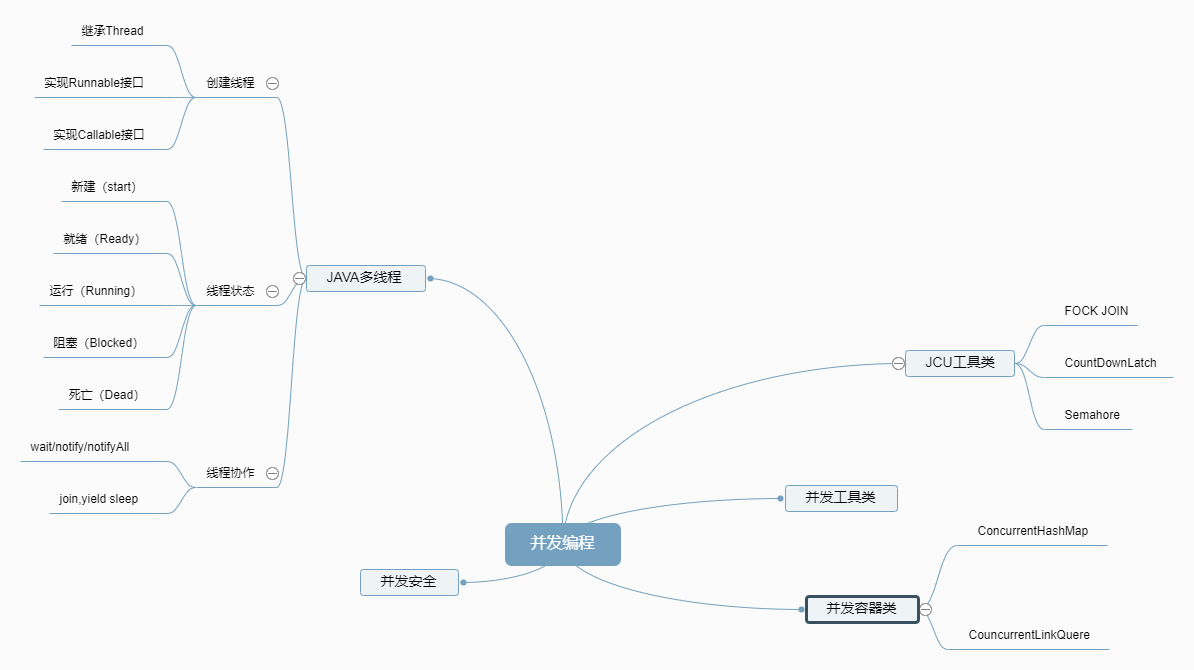 继承Thread
实现Runnable接口
创建线程
实现Callable接口
新建（start）
就绪（Ready）
运行（Running）
线程状态
阻塞（Blocked）
死亡（Dead）
wait/notify/notifyAll
线程协作
join,yield sleep
JAVA多线程
FOCK JOIN
JCU工具类
CountDownLatch
Semahore
并发工具类
并发编程
并发安全
ConcurrentHashMap
并发容器类
CouncurrentLinkQuere